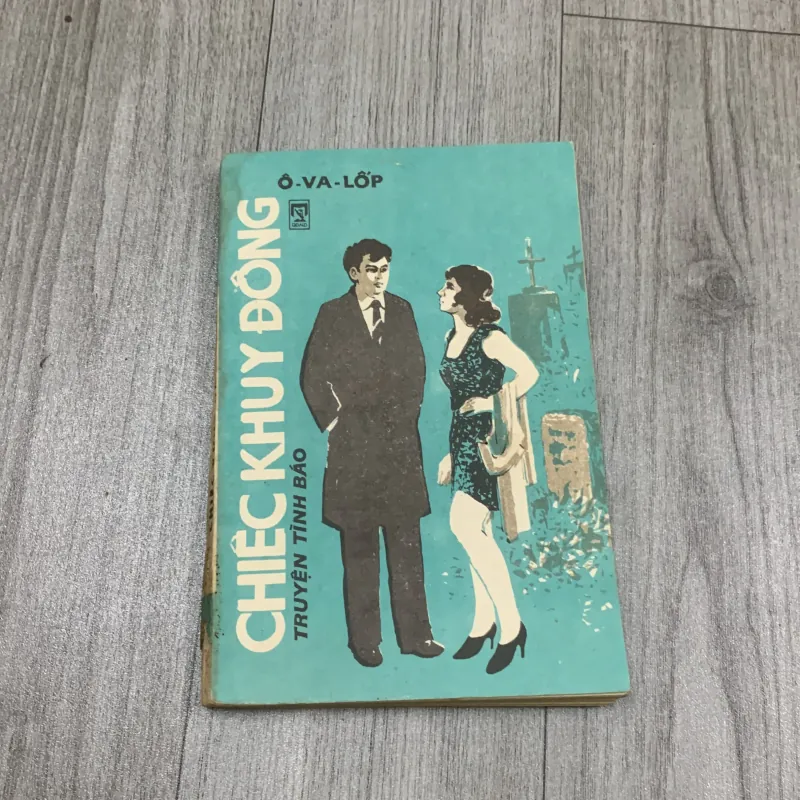 Ô-VA-LỐP
CHIẾC KHUY ĐỒNG
TRUYỆN TÌNH BÁO